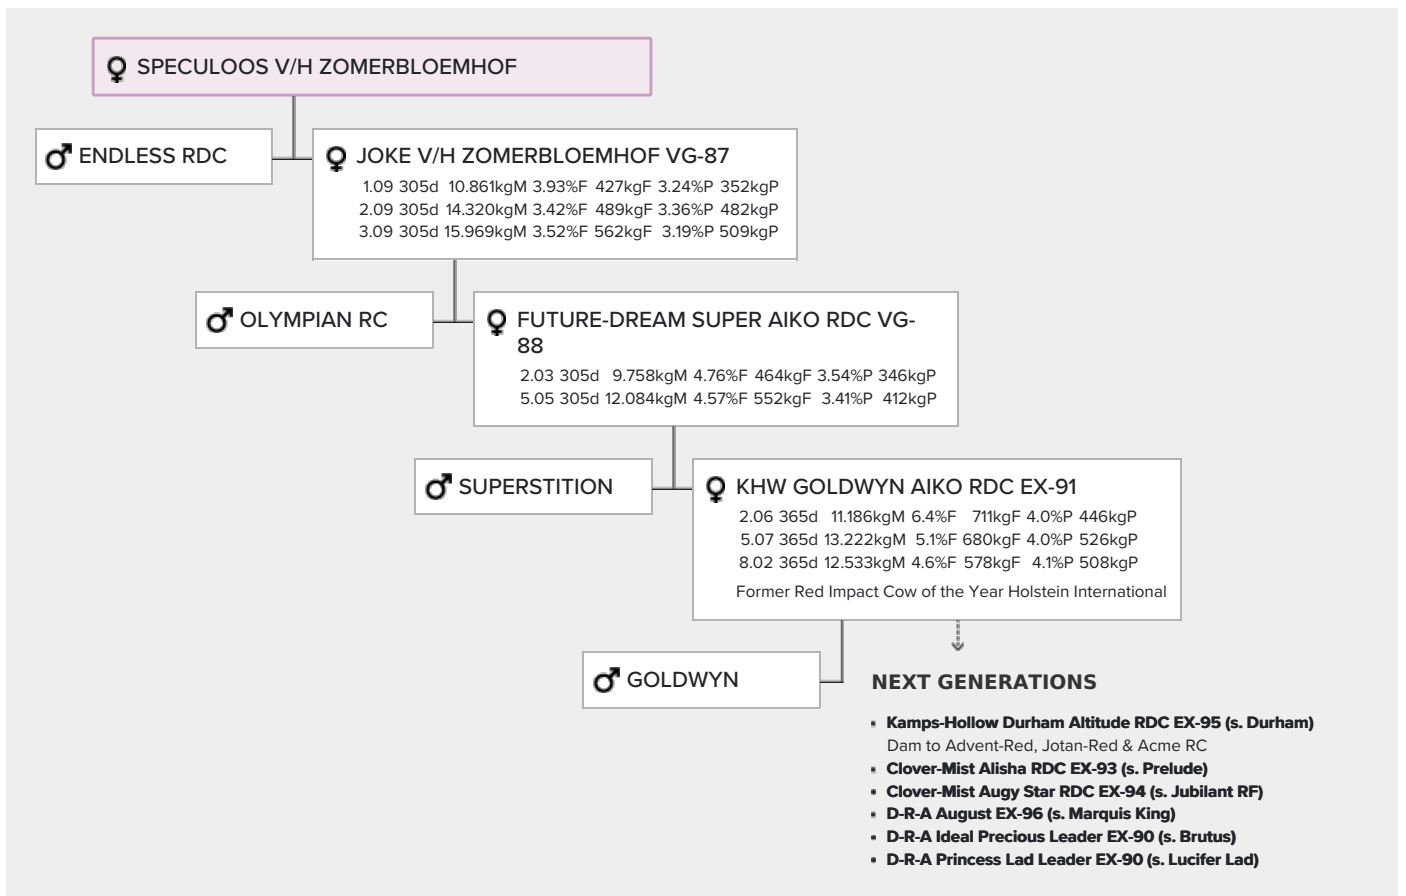 SPECULOOS V/H ZOMERBLOEMHOF
ENDLESS RDC
JOKE V/H ZOMERBLOEMHOF VG-87
1.09 305d 10.861kgM 3.93%F 427kgF 3.24%P 352kgP
2.09 305d 14.320kgM 3.42%F 489kgF 3.36%P 482kgP
3.09 305d 15.969kgM 3.52%F 562kgF 3.19%P 509kgP
OLYMPIAN RC
FUTURE-DREAM SUPER AIKO RDC VG-
88
2.03 305d 9.758kgM 4.76%F 464kgF 3.54%P 346kgP
5.05 305d 12.084kgM 4.57%F 552kgF 3.41%P 412kgP
SUPERSTITION
KHW GOLDWYN AIKO RDC EX-91
2.06 365d 11.186kgM 6.4%F 711kgF 4.0%P 446kgP
5.07 365d 13.222kgM 5.1%F 680kgF 4.0%P 526kgP
8.02 365d 12.533kgM 4.6%F 578kgF 4.1%P 508kgP
Former Red Impact Cow of the Year Holstein International
GOLDWYN
NEXT GENERATIONS
Kamps-Hollow Durham Altitude RDC EX-95 (s. Durham)
Dam to Advent-Red, Jotan-Red & Acme RC
Clover-Mist Alisha RDC EX-93 (s. Prelude)
Clover-Mist Augy Star RDC EX-94 (s. Jubilant RF)
D-R-A August EX-96 (s. Marquis King)
D-R-A Ideal Precious Leader EX-90 (s. Brutus)
D-R-A Princess Lad Leader EX-90 (s. Lucifer Lad)